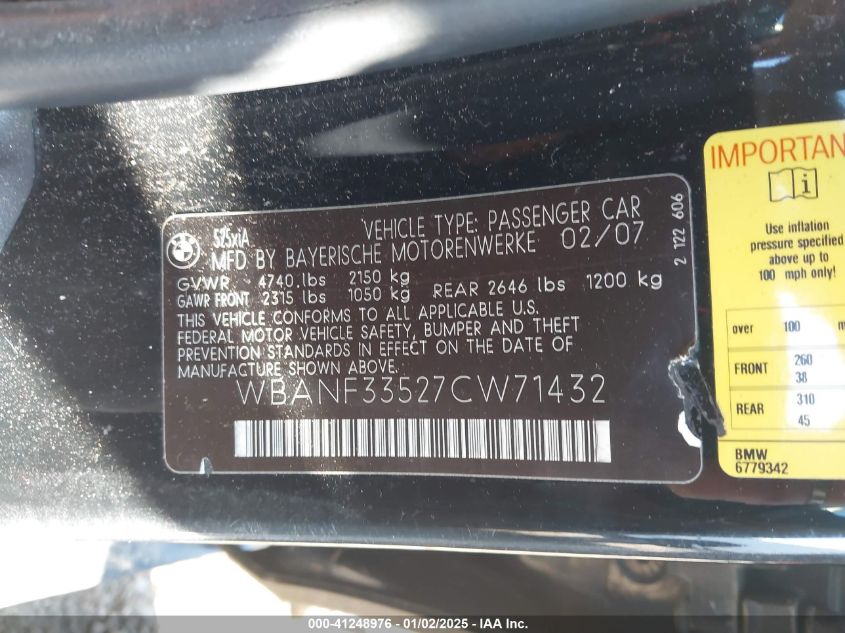 525xiA
VEHICLE TYPE: PASSENGER CAR
MFD BY BAYERISCHE MOTORENWERKE 02/07
GVWR 4740.lbs 2150 kg
GAWR FRONT 2315 lbs 1050 kg REAR 2646 lbs 1200 kg
THIS VEHICLE CONFORMS TO ALL APPLICABLE U.S.
FEDERAL MOTOR VEHICLE SAFETY, BUMPER AND THEFT
PREVENTION STANDARDS IN EFFECT ON THE DATE OF
MANUFACTURE SHOWN ABOVE.
WBANF33527CW71432
2 122 606
IMPORTAN
i
Use inflation
pressure specified
above up to
100 mph only!
over 100 m
FRONT 260
38
REAR 310
45
BMW
6779342
000-41248976 - 01/02/2025 - IAA Inc.